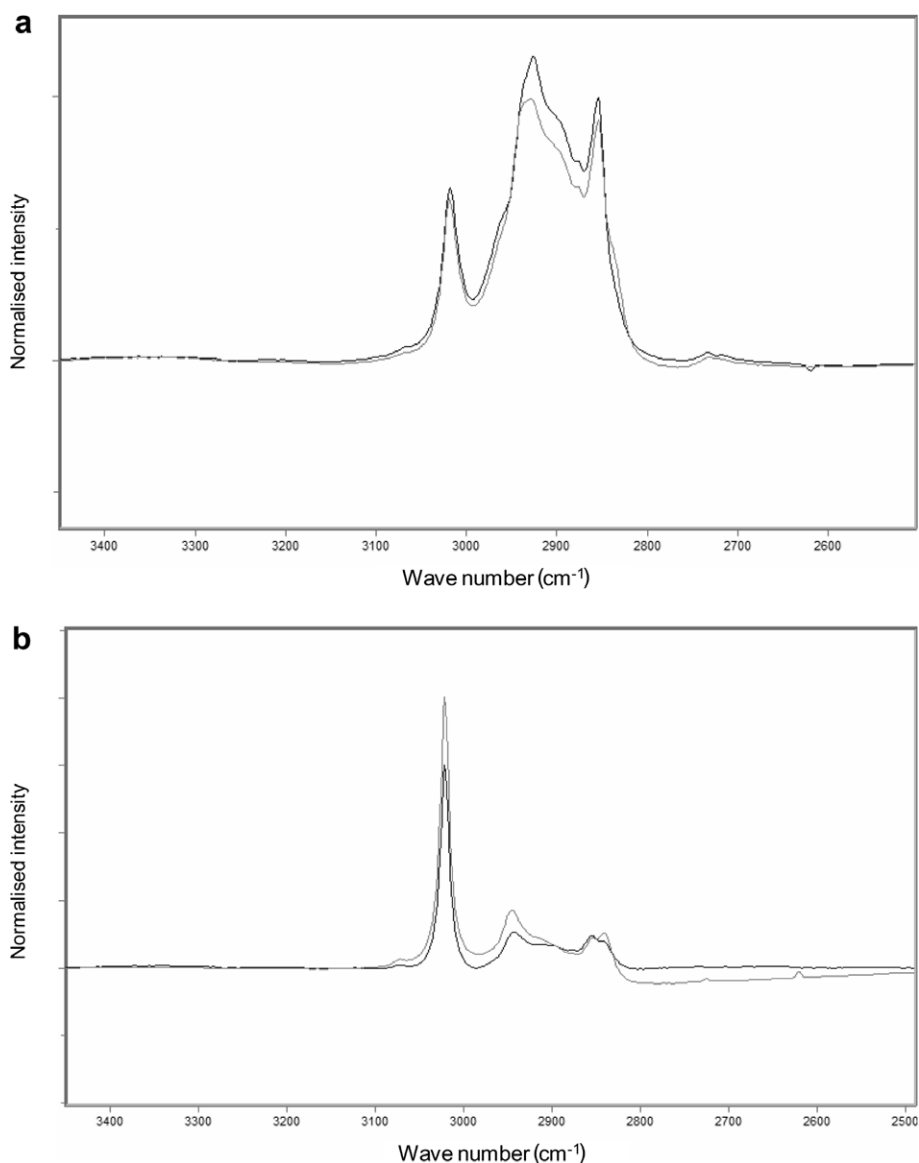 a
Normalised intensity
3400 3300 3200 3100 3000 2900 2800 2700 2600
Wave number (cm⁻¹)
b
Normalised intensity
3400 3300 3200 3100 3000 2900 2800 2700 2600 2500
Wave number (cm⁻¹)